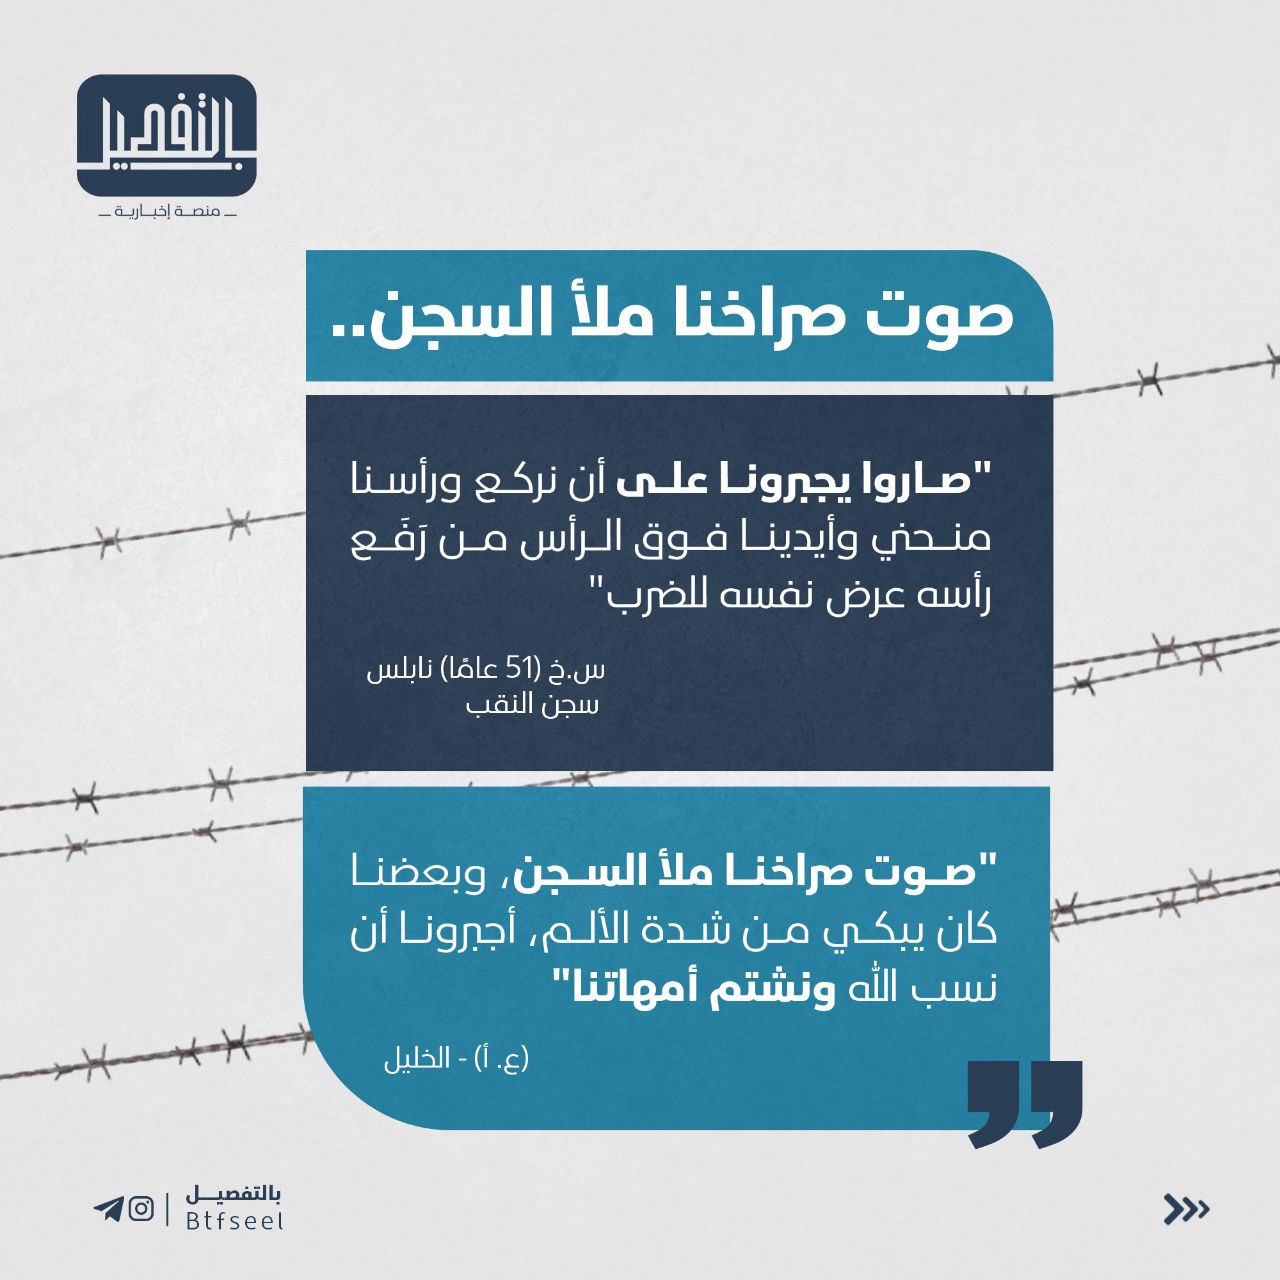 بالتفصيل
منصة إخبارية
صوت صراخنا ملأ السجن..
"صاروا يجبرونا على أن نركع ورأسنا
منحني وأيدينا فوق الرأس من رَفَع
رأسه عرض نفسه للضرب"
س.خ (51 عامًا) نابلس
سجن النقب
"صوت صراخنا ملأ السجن، وبعضنا
كان يبكي من شدة الألم، أجبرونا أن
نسب الله ونشتم أمهاتنا"
(ع. أ) - الخليل
بالتفصيل
Btfseel